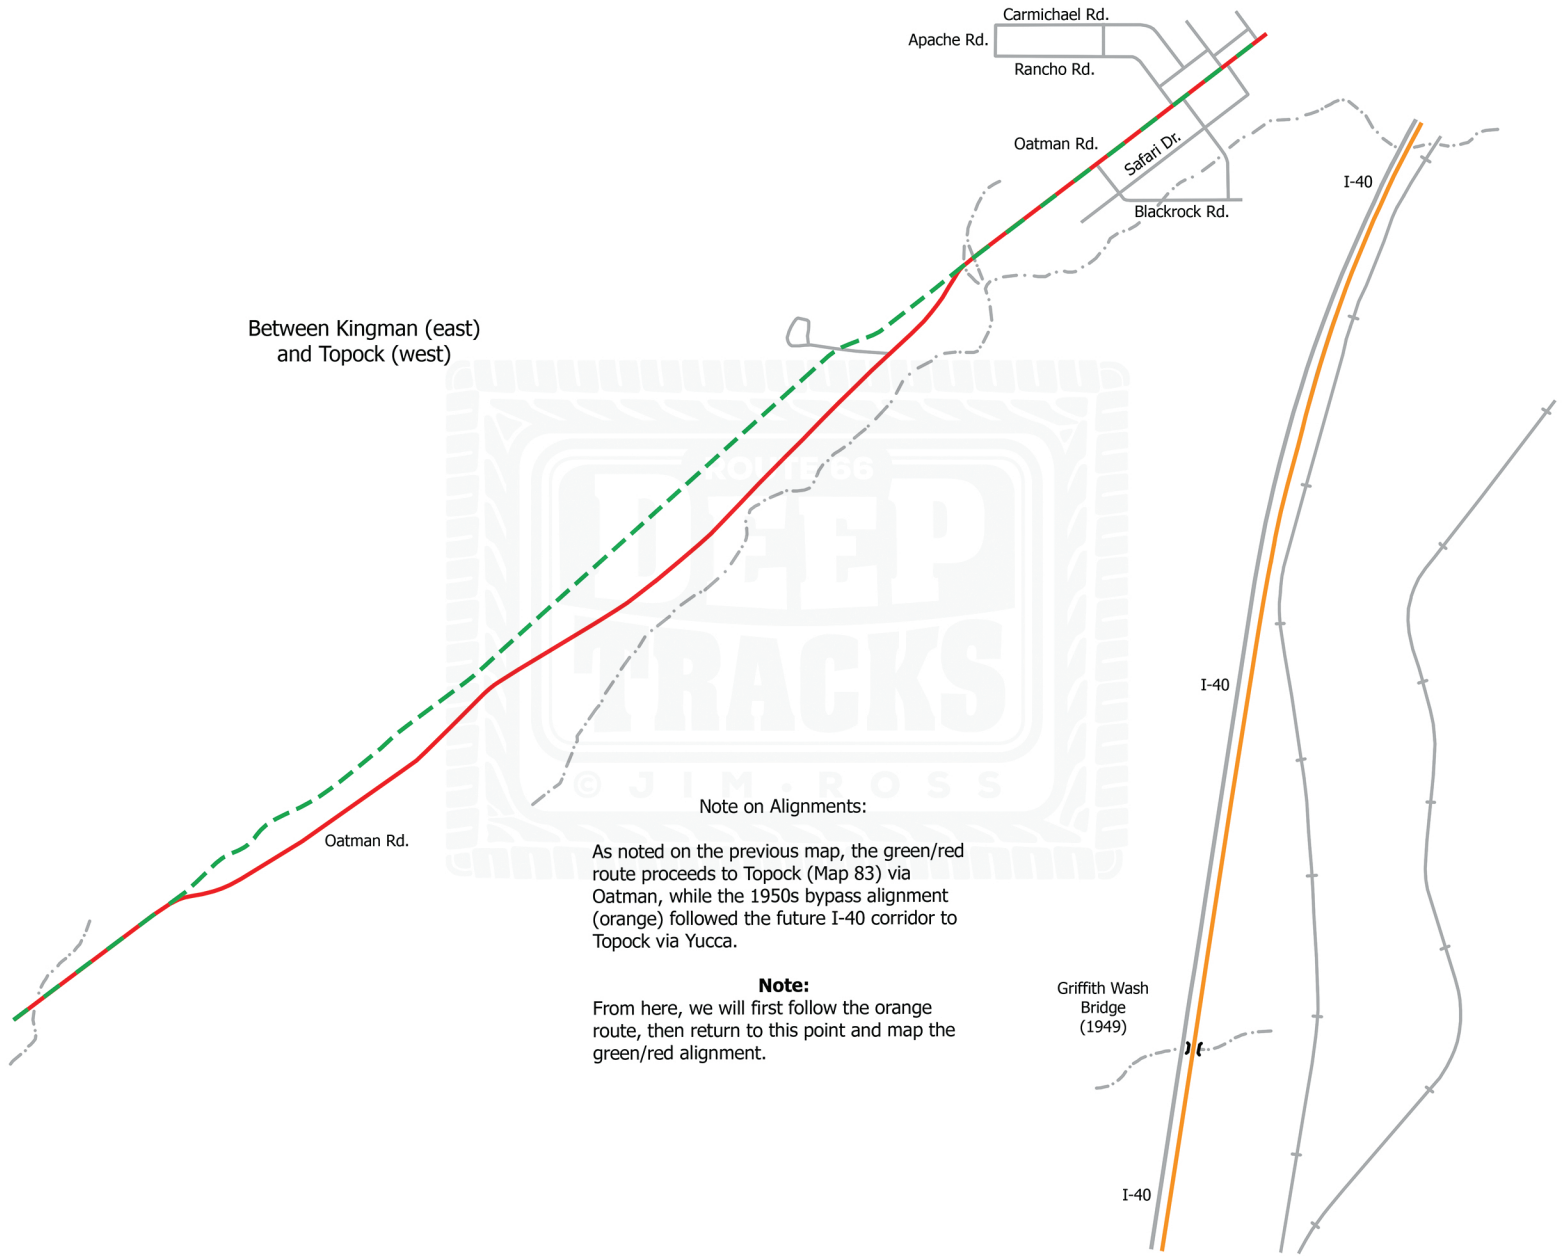 Carmichael Rd.
Apache Rd.
Rancho Rd.
Oatman Rd.
Safari Dr.
Blackrock Rd.
I-40
Between Kingman (east)
and Topock (west)
ROUTE 66
DEEP
TRACKS
© JIM · ROSS
I-40
Oatman Rd.
Note on Alignments:
As noted on the previous map, the green/red
route proceeds to Topock (Map 83) via
Oatman, while the 1950s bypass alignment
(orange) followed the future I-40 corridor to
Topock via Yucca.
Note:
From here, we will first follow the orange
route, then return to this point and map the
green/red alignment.
Griffith Wash
Bridge
(1949)
I-40